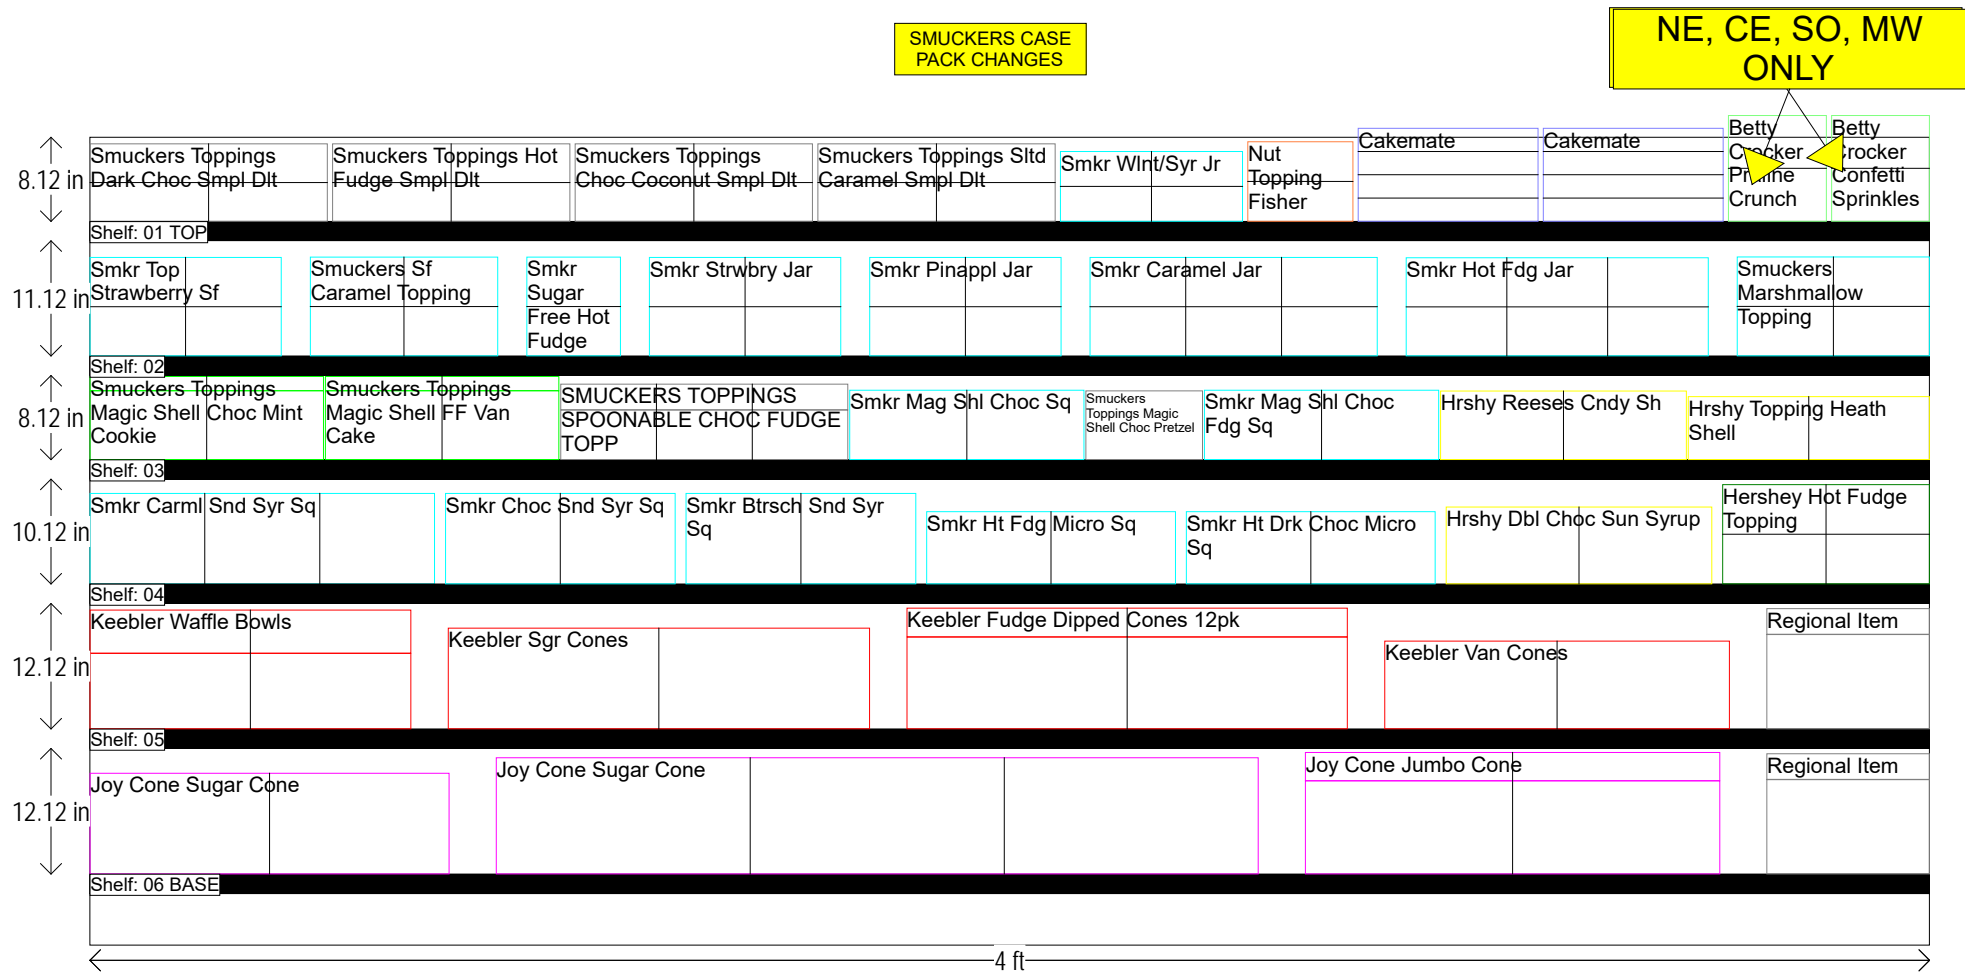 SMUCKERS CASE
PACK CHANGES
NE, CE, SO, MW
ONLY
8.12 in
Smuckers Toppings
Dark Choc Smpl Dlt
Smuckers Toppings Hot
Fudge Smpl Dlt
Smuckers Toppings
Choc Coconut Smpl Dlt
Smuckers Toppings Sltd
Caramel Smpl Dlt
Smkr Wlnt/Syr Jr
Nut
Topping
Fisher
Cakemate
Cakemate
Betty
Crocker
Praline
Crunch
Betty
Crocker
Confetti
Sprinkles
Shelf: 01 TOP
11.12 in
Smkr Top
Strawberry Sf
Smuckers Sf
Caramel Topping
Smkr
Sugar
Free Hot
Fudge
Smkr Strwbry Jar
Smkr Pinappl Jar
Smkr Caramel Jar
Smkr Hot Fdg Jar
Smuckers
Marshmallow
Topping
Shelf: 02
8.12 in
Smuckers Toppings
Magic Shell Choc Mint
Cookie
Smuckers Toppings
Magic Shell FF Van
Cake
SMUCKERS TOPPINGS
SPOONABLE CHOC FUDGE
TOPP
Smkr Mag Shl Choc Sq
Smuckers
Toppings Magic
Shell Choc Pretzel
Smkr Mag Shl Choc
Fdg Sq
Hrshy Reeses Cndy Sh
Hrshy Topping Heath
Shell
Shelf: 03
10.12 in
Smkr Carml Snd Syr Sq
Smkr Choc Snd Syr Sq
Smkr Btrsch Snd Syr
Sq
Smkr Ht Fdg Micro Sq
Smkr Ht Drk Choc Micro
Sq
Hrshy Dbl Choc Sun Syrup
Hershey Hot Fudge
Topping
Shelf: 04
12.12 in
Keebler Waffle Bowls
Keebler Sgr Cones
Keebler Fudge Dipped Cones 12pk
Keebler Van Cones
Regional Item
Shelf: 05
12.12 in
Joy Cone Sugar Cone
Joy Cone Sugar Cone
Joy Cone Jumbo Cone
Regional Item
Shelf: 06 BASE
4 ft